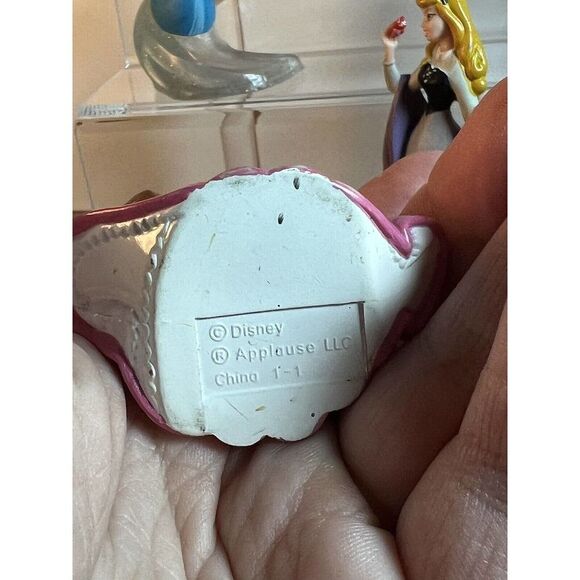 © Disney
® Applause LLC
China 1-1